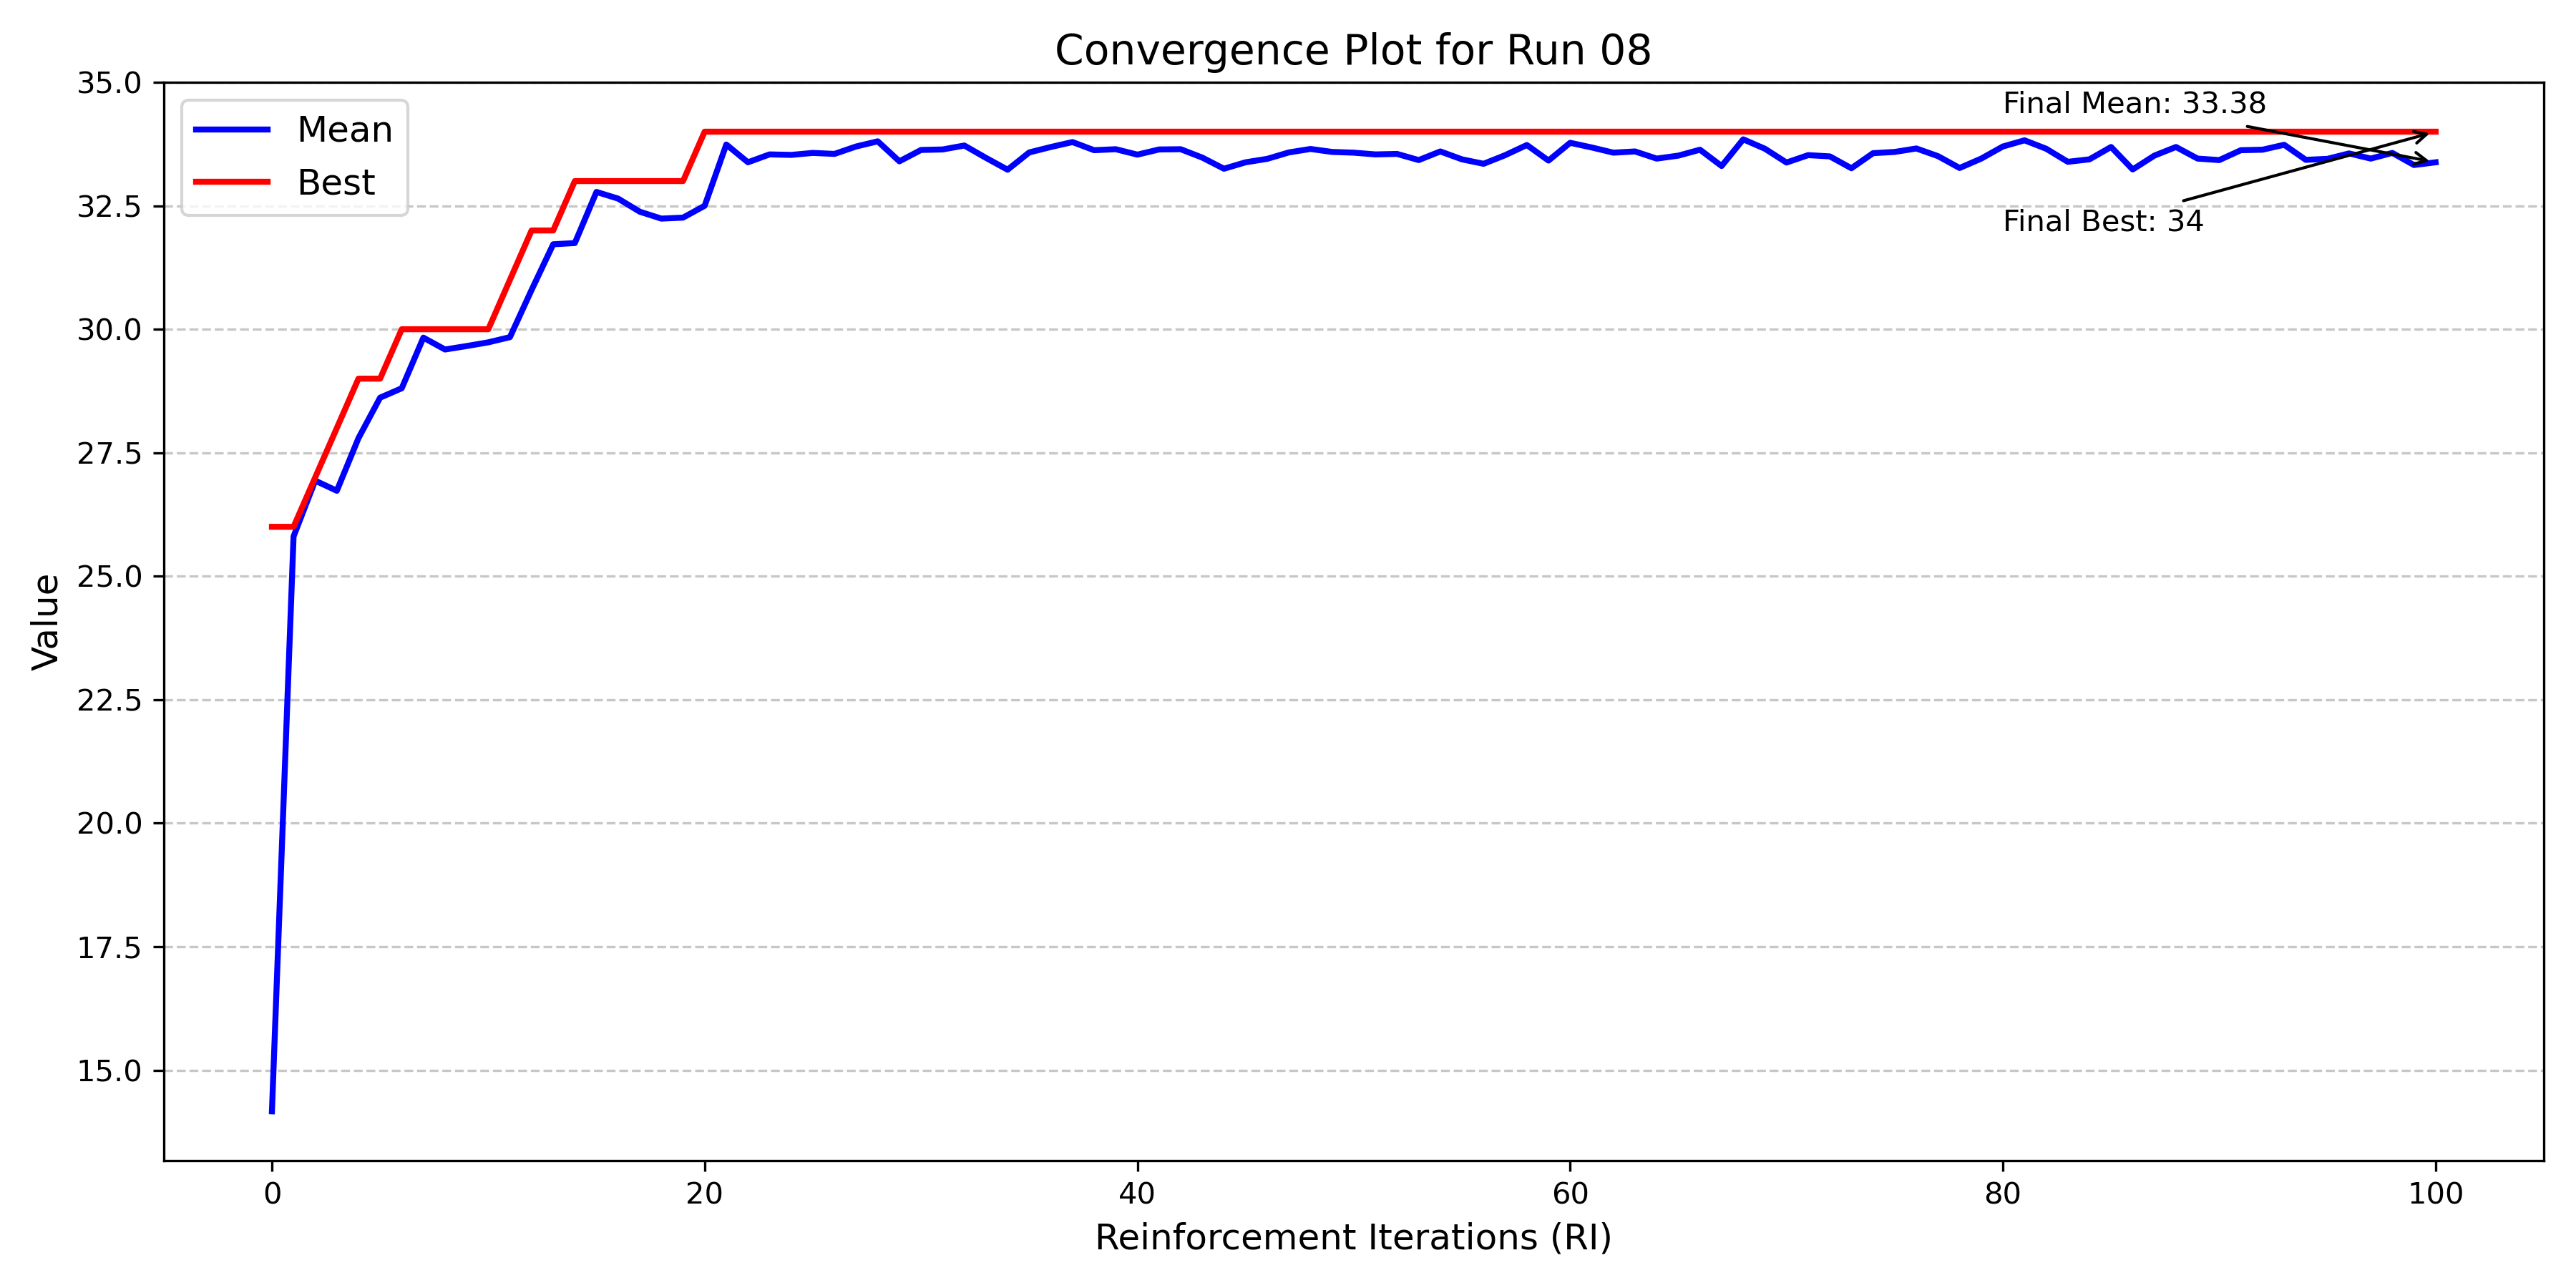 Convergence Plot for Run 08
Mean
Best
Final Mean: 33.38
Final Best: 34
Value
35.0
32.5
30.0
27.5
25.0
22.5
20.0
17.5
15.0
0 20 40 60 80 100
Reinforcement Iterations (RI)